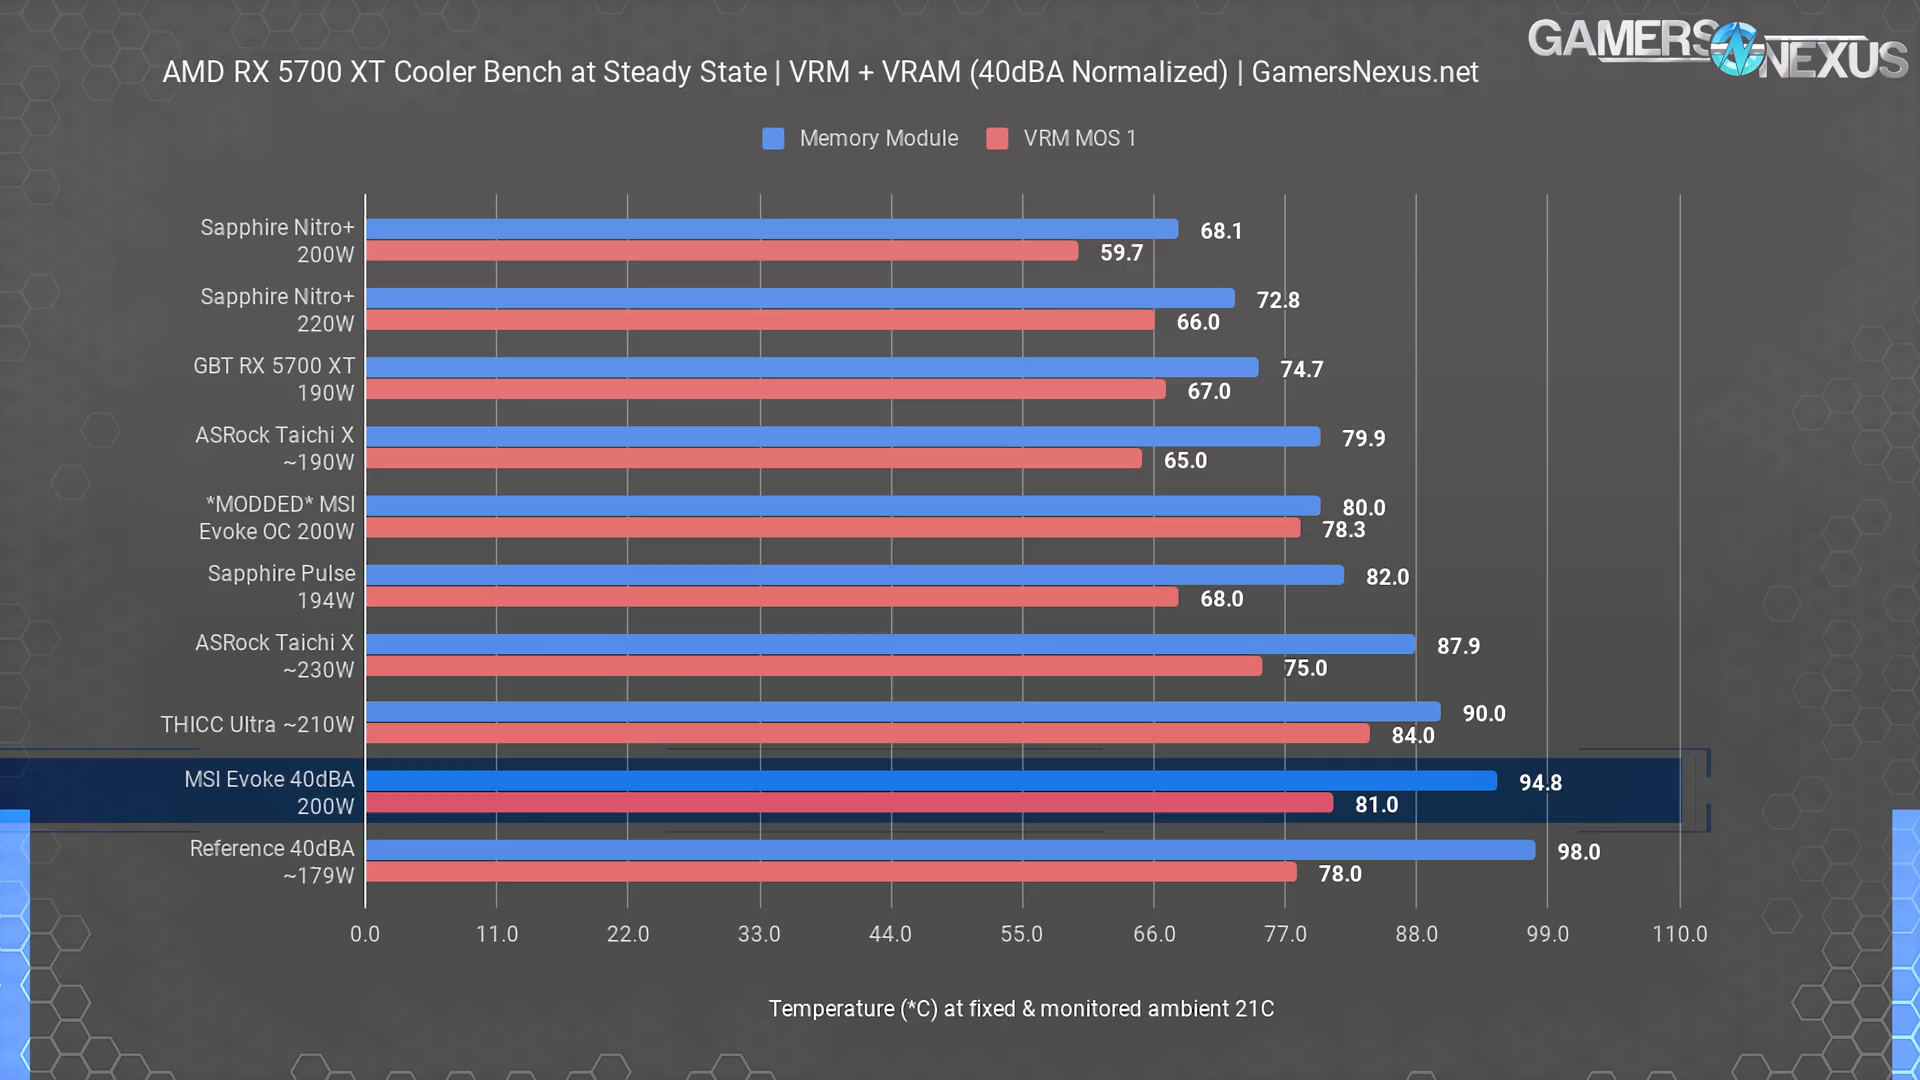 GAMERS NEXUS
AMD RX 5700 XT Cooler Bench at Steady State | VRM + VRAM (40dBA Normalized) | GamersNexus.net
Memory Module VRM MOS 1
Sapphire Nitro+
200W
68.1
59.7
Sapphire Nitro+
220W
72.8
66.0
GBT RX 5700 XT
190W
74.7
67.0
ASRock Taichi X
~190W
79.9
65.0
*MODDED* MSI
Evoke OC 200W
80.0
78.3
Sapphire Pulse
194W
82.0
68.0
ASRock Taichi X
~230W
87.9
75.0
THICC Ultra ~210W
90.0
84.0
MSI Evoke 40dBA
200W
94.8
81.0
Reference 40dBA
~179W
98.0
78.0
0.0 11.0 22.0 33.0 44.0 55.0 66.0 77.0 88.0 99.0 110.0
Temperature (*C) at fixed & monitored ambient 21C